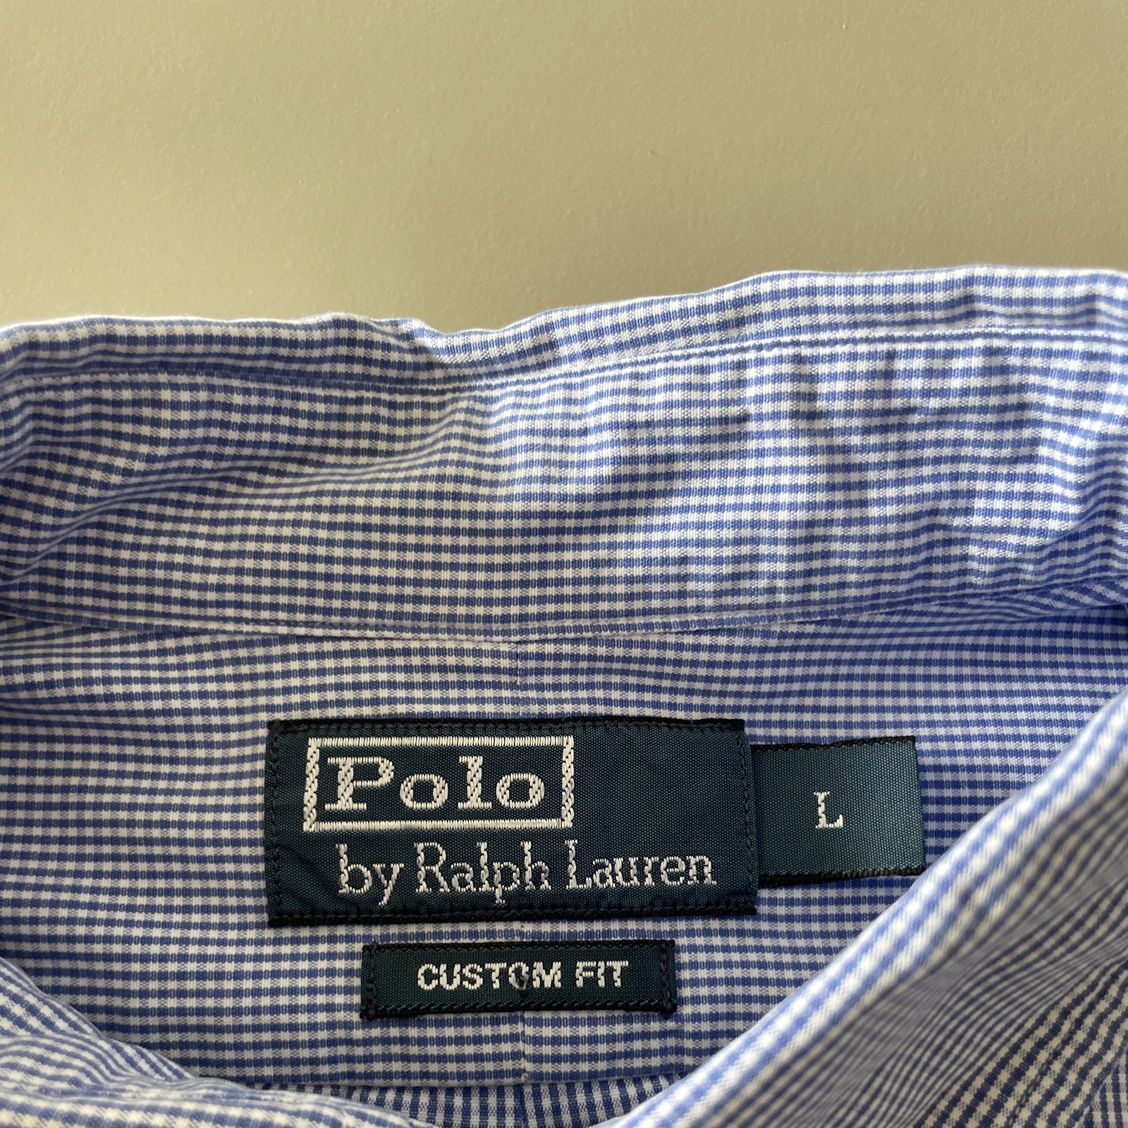 Polo
by Ralph Lauren
L
CUSTOM FIT